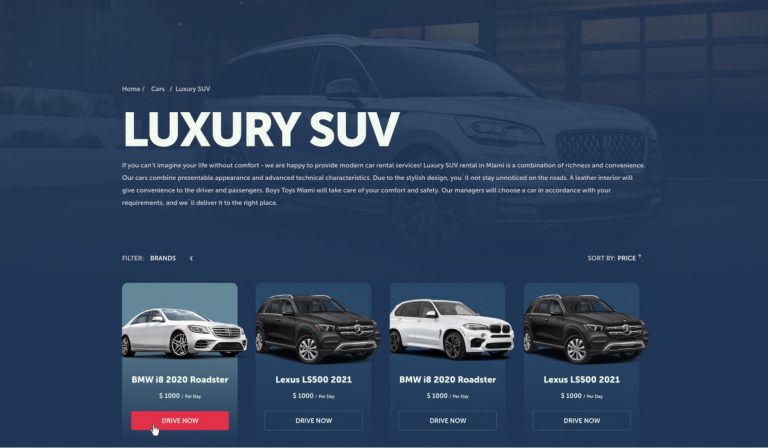 Home / Cars / Luxury SUV
LUXURY SUV
If you can't imagine your life without comfort - we are happy to provide modern car rental services! Luxury SUV rental in Miami is a combination of richness and convenience.
Our cars combine presentable appearance and advanced technical characteristics. Due to the stylish design, you`ll not stay unnoticed on the roads. A leather interior will
give convenience to the driver and passengers. Boys Toys Miami will take care of your comfort and safety. Our managers will choose a car in accordance with your
requirements, and we`ll deliver it to the right place.
FILTER: BRANDS
SORT BY: PRICE
BMW i8 2020 Roadster
$ 1000 / Per Day
DRIVE NOW
Lexus LS500 2021
$ 1000 / Per Day
DRIVE NOW
BMW i8 2020 Roadster
$ 1000 / Per Day
DRIVE NOW
Lexus LS500 2021
$ 1000 / Per Day
DRIVE NOW